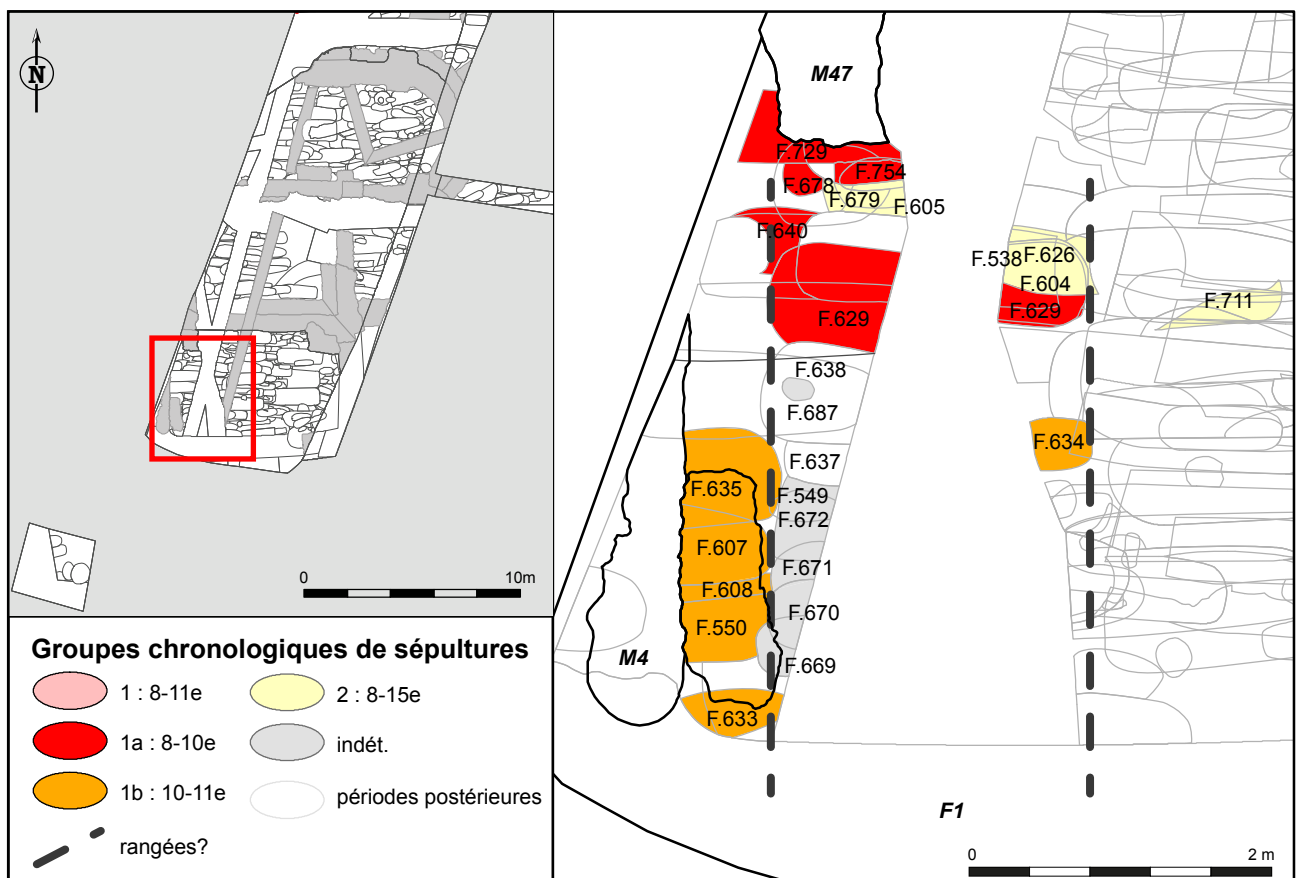 N
0 10m
Groupes chronologiques de sépultures
1 : 8-11e
2 : 8-15e
1a : 8-10e
indét.
1b : 10-11e
périodes postérieures
rangées?
M47
F.729
F.754
F.678
F.679
F.605
F.640
F.538
F.626
F.604
F.629
F.711
F.629
F.638
F.687
F.634
F.637
F.635
F.549
F.672
F.607
F.671
F.608
F.670
F.550
M4
F.669
F.633
F1
0 2 m